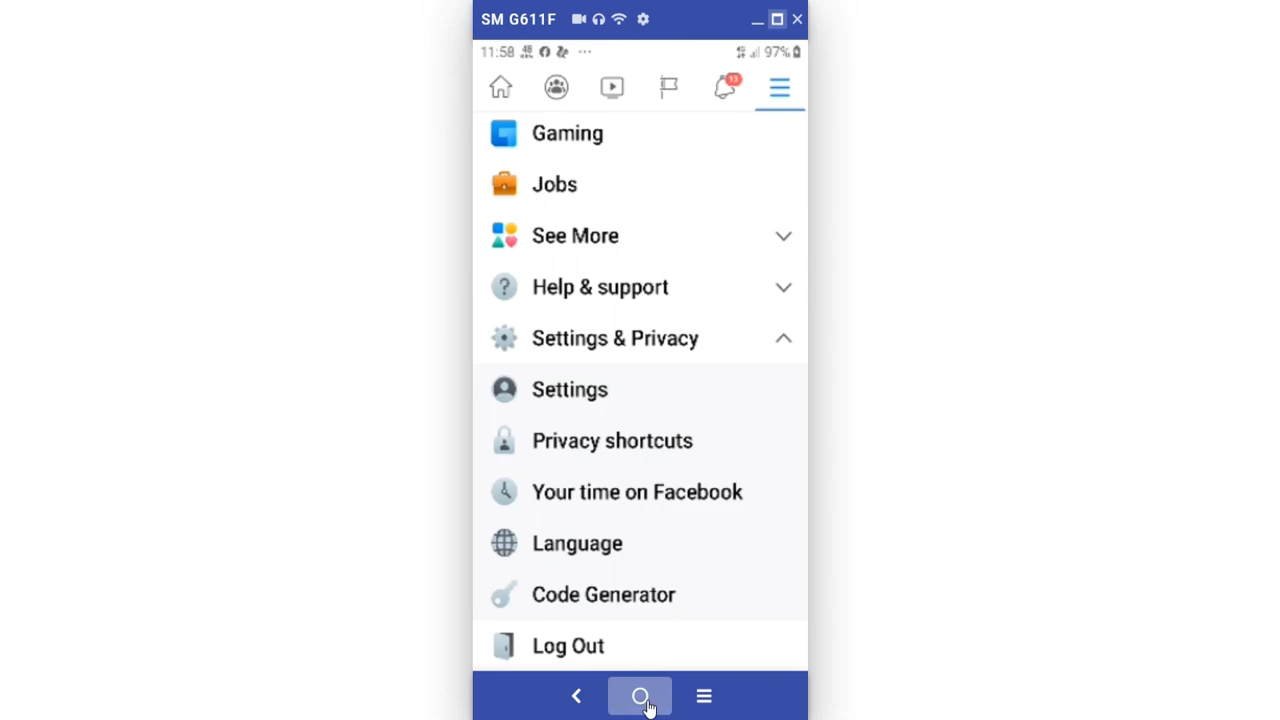 SM G611F
11:58 ... 97%
13
Gaming
Jobs
See More
Help & support
Settings & Privacy
Settings
Privacy shortcuts
Your time on Facebook
Language
Code Generator
Log Out